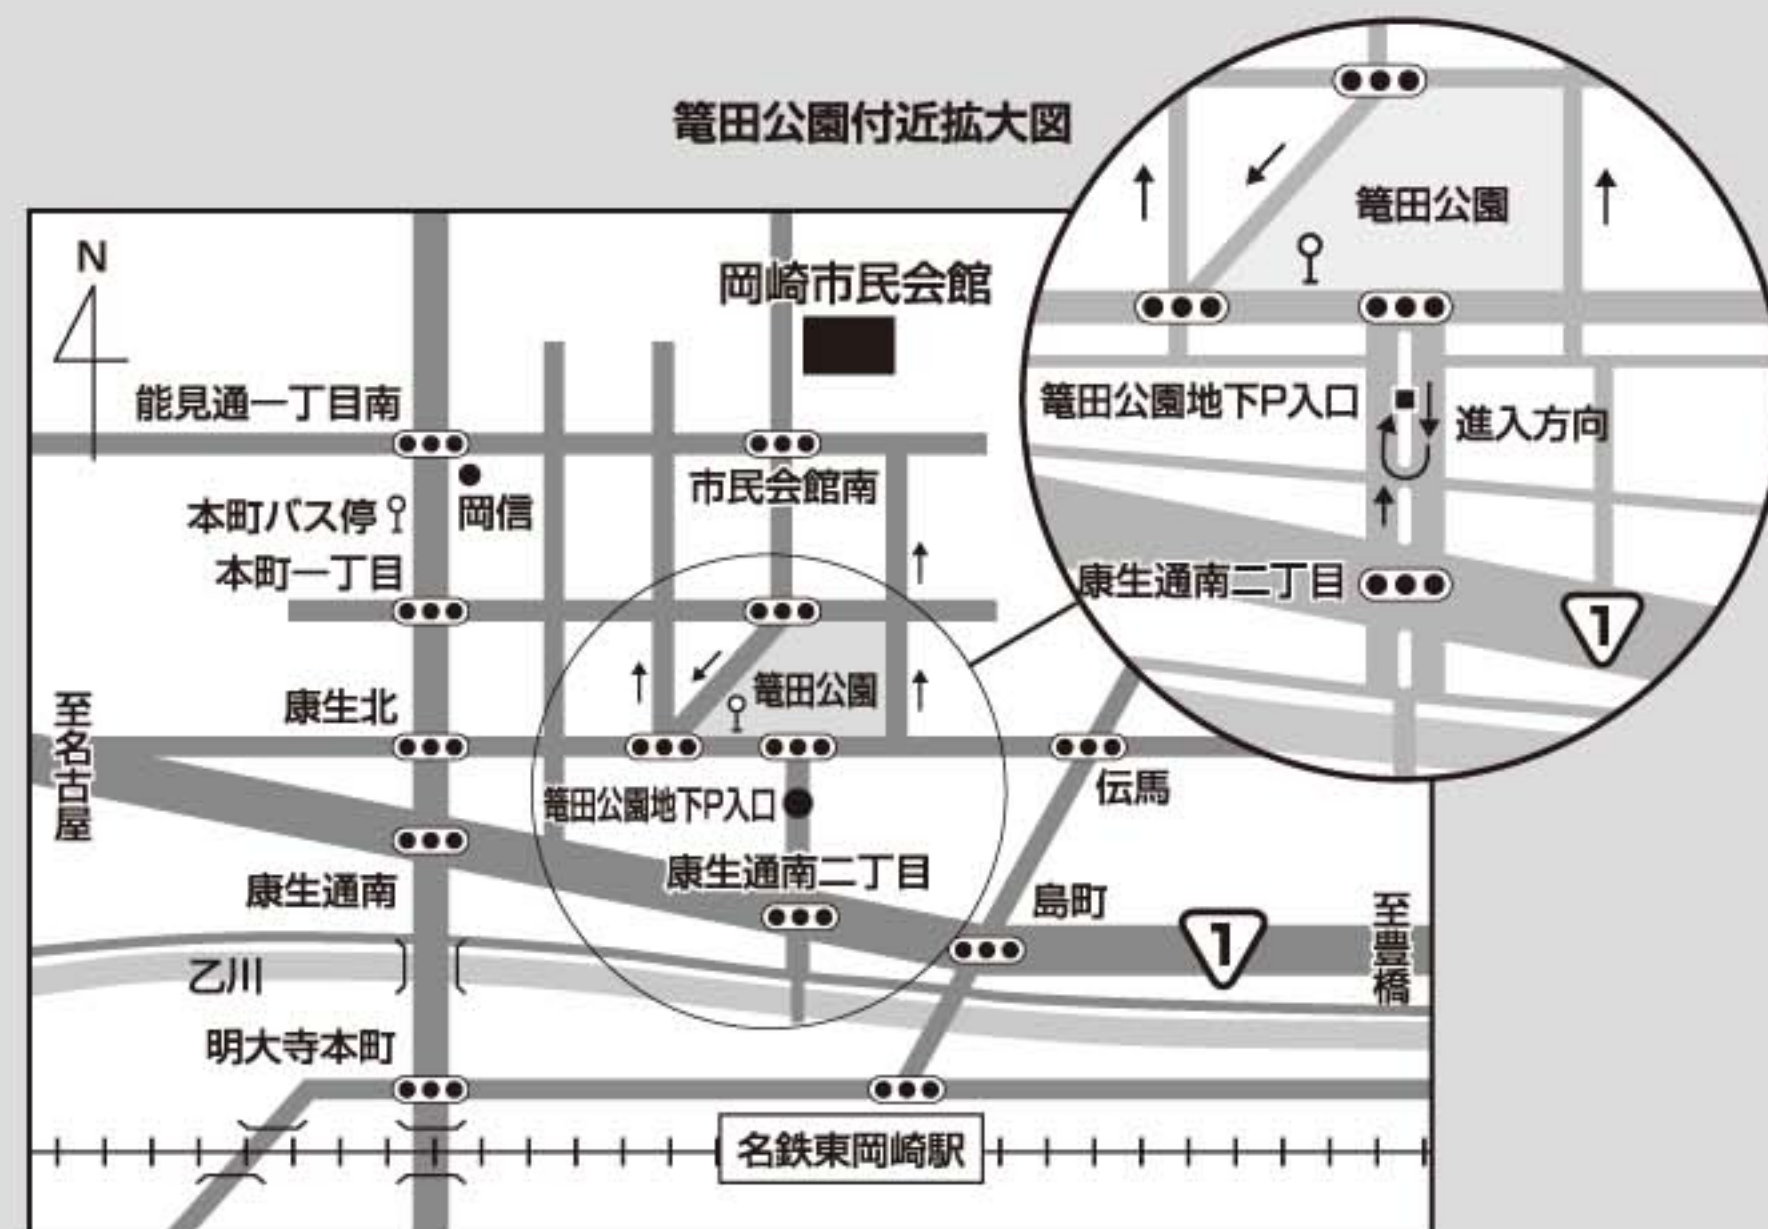 篭田公園付近拡大図
N
岡崎市民会館
能見通一丁目南
市民会館南
本町バス停
岡信
本町一丁目
篭田公園
康生北
至名古屋
篭田公園地下P入口
伝馬
康生通南二丁目
康生通南
島町
1
至豊橋
乙川
明大寺本町
名鉄東岡崎駅
篭田公園
篭田公園地下P入口
進入方向
康生通南二丁目
1